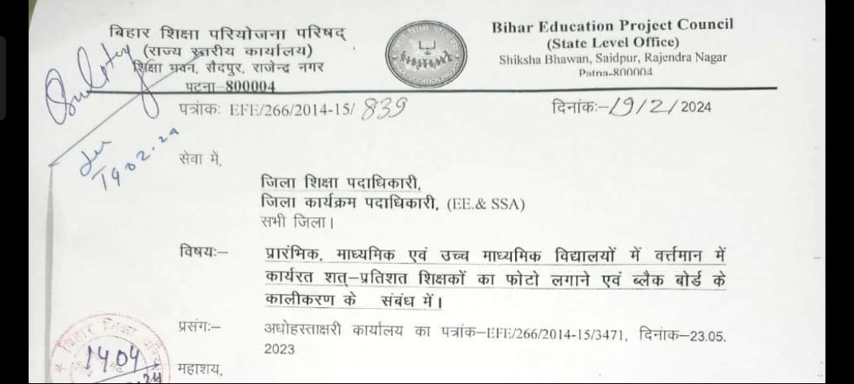 बिहार शिक्षा परियोजना परिषद्
(राज्य स्तरीय कार्यालय)
शिक्षा भवन, सैदपुर, राजेन्द्र नगर
पटना-800004
Bihar Education Project Council
(State Level Office)
Shiksha Bhawan, Saidpur, Rajendra Nagar
Patna-800004
पत्रांक: EFE/266/2014-15/ 839
दिनांक:-19/2/2024
19.02.24
सेवा में,
जिला शिक्षा पदाधिकारी,
जिला कार्यक्रम पदाधिकारी, (EE.& SSA)
सभी जिला।
विषय:– प्रारंभिक, माध्यमिक एवं उच्च माध्यमिक विद्यालयों में वर्त्तमान में
कार्यरत शत्-प्रतिशत शिक्षकों का फोटो लगाने एवं ब्लैक बोर्ड के
कालीकरण के संबंध में।
प्रसंग:– अधोहस्ताक्षरी कार्यालय का पत्रांक-EFE/266/2014-15/3471, दिनांक-23.05.
2023
1404
महाशय,